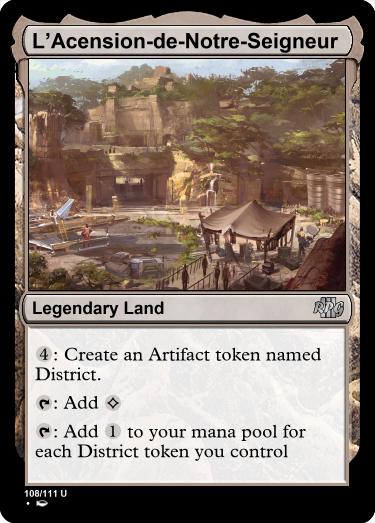 L'Acension-de-Notre-Seigneur
Legendary Land
RPG
4: Create an Artifact token named
District.
: Add
: Add 1 to your mana pool for
each District token you control
108/111 U